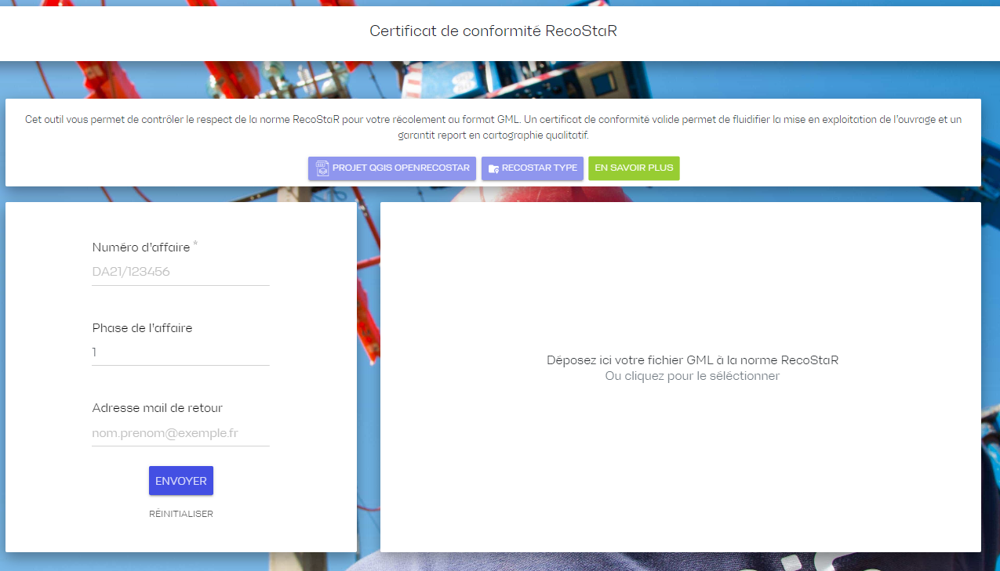 Certificat de conformité RecoStaR
Cet outil vous permet de contrôler le respect de la norme RecoStaR pour votre récolement au format GML. Un certificat de conformité valide permet de fluidifier la mise en exploitation de l'ouvrage et un
garantit report en cartographie qualitatif.
PROJET QGIS OPENRECOSTAR
RECOSTAR TYPE
EN SAVOIR PLUS
Numéro d'affaire *
DA21/123456
Phase de l'affaire
1
Adresse mail de retour
nom.prenom@exemple.fr
ENVOYER
RÉINITIALISER
Déposez ici votre fichier GML à la norme RecoStaR
Ou cliquez pour le séléctionner